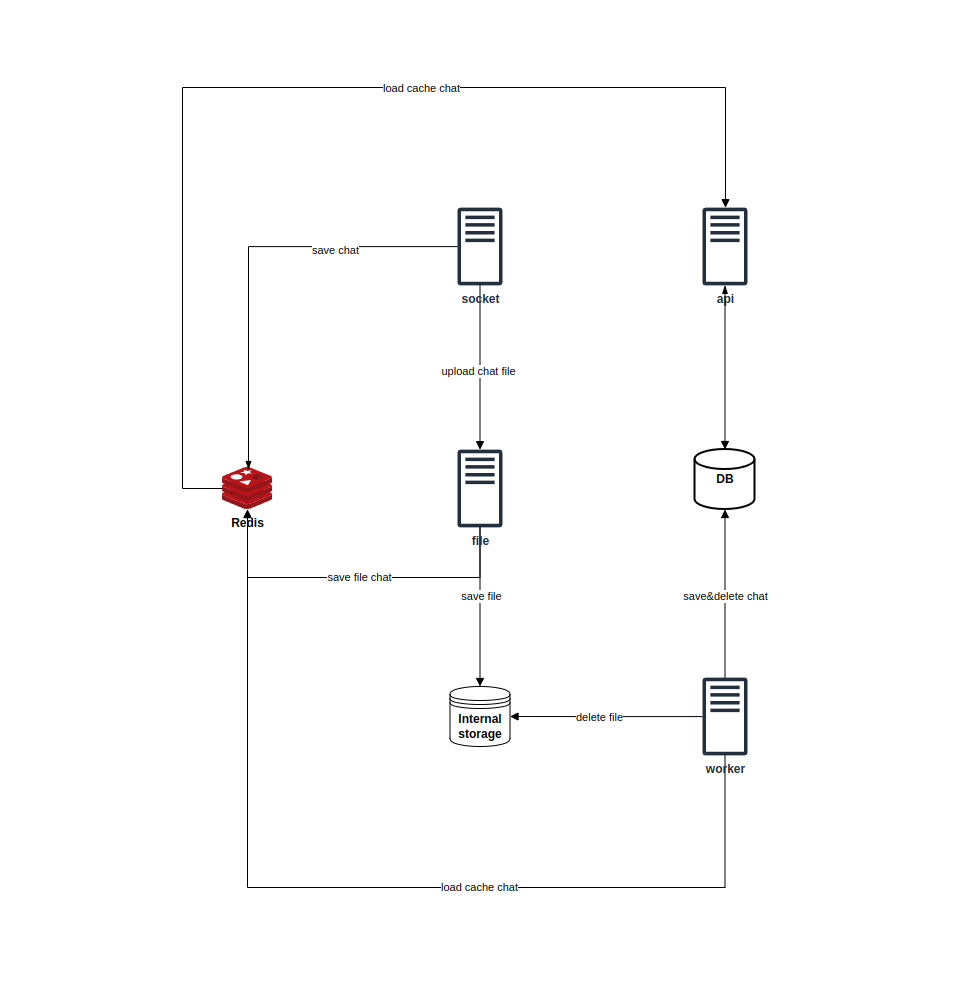 load cache chat
save chat
socket
api
upload chat file
DB
Redis
file
save file chat
save file
save&delete chat
Internal
storage
delete file
worker
load cache chat